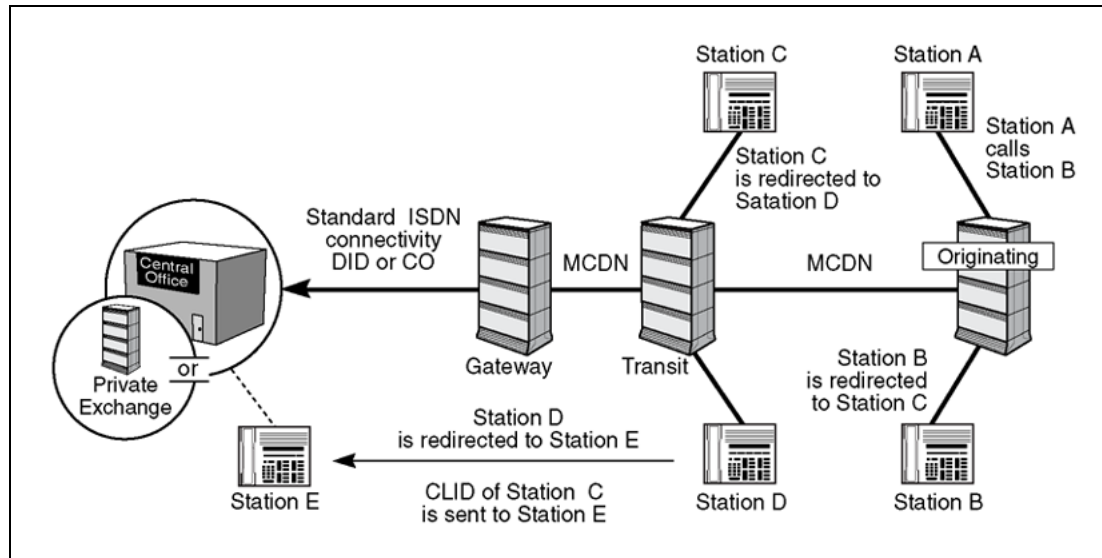 Station C
Station A
Station A
calls
Station B
Station C
is redirected to
Satation D
Standard ISDN
connectivity
DID or CO
MCDN
MCDN
Originating
Central
Office
Gateway
Transit
Private
Exchange
or
Station B
is redirected
to Station C
Station D
is redirected to Station E
CLID of Station C
is sent to Station E
Station E
Station D
Station B